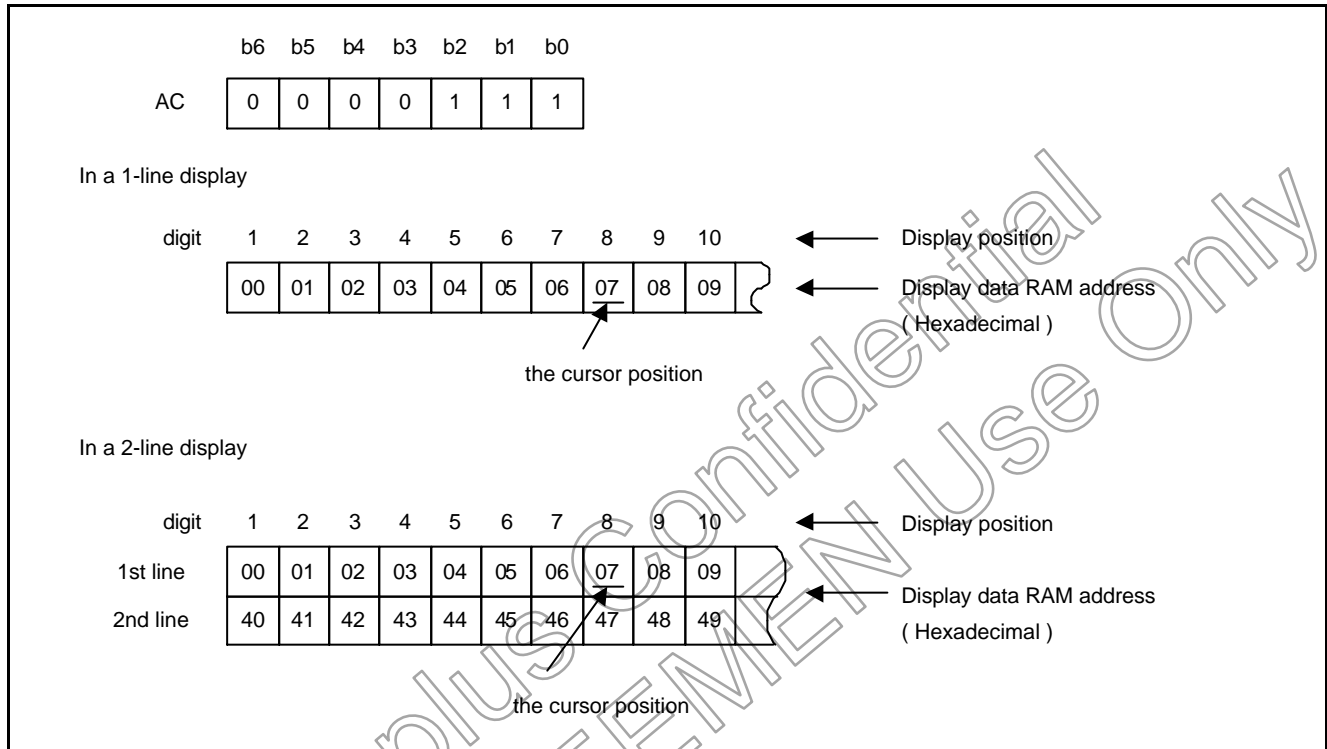 b6 b5 b4 b3 b2 b1 b0
AC 0 0 0 0 1 1 1
In a 1-line display
digit 1 2 3 4 5 6 7 8 9 10 Display position
00 01 02 03 04 05 06 07 08 09 Display data RAM address
( Hexadecimal )
the cursor position
In a 2-line display
digit 1 2 3 4 5 6 7 8 9 10 Display position
1st line 00 01 02 03 04 05 06 07 08 09
Display data RAM address
2nd line 40 41 42 43 44 45 46 47 48 49
( Hexadecimal )
the cursor position
plus Confidential
EMEN Use Only